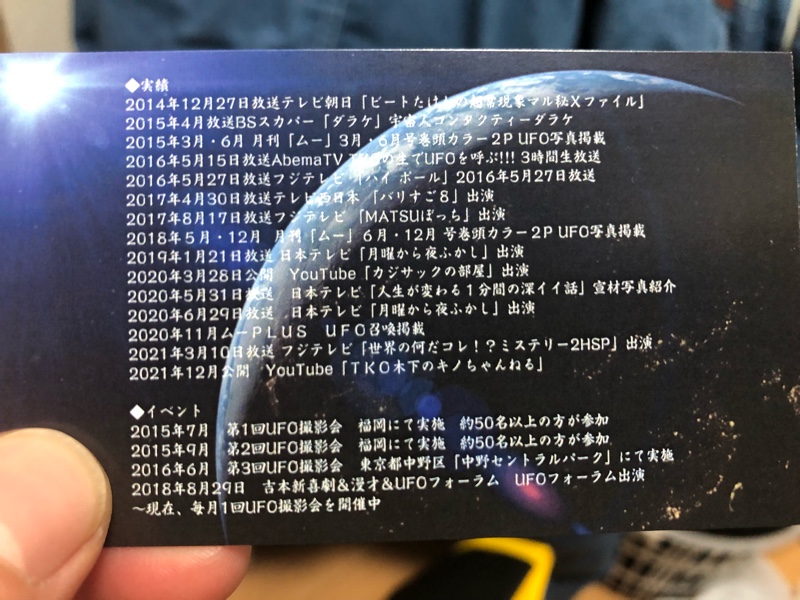 ◆実績
2014年12月27日放送テレビ朝日「ビートたけしの超常現象マル秘Xファイル」
2015年4月放送BSスカパー「ダラケ」宇宙人コンタクティーダラケ
2015年3月・6月 月刊「ムー」3月・6月号巻頭カラー2P UFO写真掲載
2016年5月15日放送AbemaTV の生でUFOを呼ぶ!!! 3時間生放送
2016年5月27日放送フジテレビ「ハイ ポール」2016年5月27日放送
2017年4月30日放送テレビ西日本 「バリすご8」出演
2017年8月17日放送フジテレビ 「MATSUぼっち」出演
2018年5月・12月 月刊「ムー」6月・12月 号巻頭カラー2P UFO写真掲載
2019年1月21日放送 日本テレビ「月曜から夜ふかし」出演
2020年3月28日公開 YouTube「カジサックの部屋」出演
2020年5月31日放送 日本テレビ「人生が変わる1分間の深イイ話」宣材写真紹介
2020年6月29日放送 日本テレビ「月曜から夜ふかし」出演
2020年11月ムーPLUS UFO召喚掲載
2021年3月10日放送 フジテレビ「世界の何だコレ!?ミステリー2HSP」出演
2021年12月公開 YouTube「TKO木下のキノちゃんねる」
◆イベント
2015年7月 第1回UFO撮影会 福岡にて実施 約50名以上の方が参加
2015年9月 第2回UFO撮影会 福岡にて実施 約50名以上の方が参加
2016年6月 第3回UFO撮影会 東京都中野区「中野セントラルパーク」にて実施
2018年8月29日 吉本新喜劇&漫才&UFOフォーラム UFOフォーラム出演
~現在、毎月1回UFO撮影会を開催中